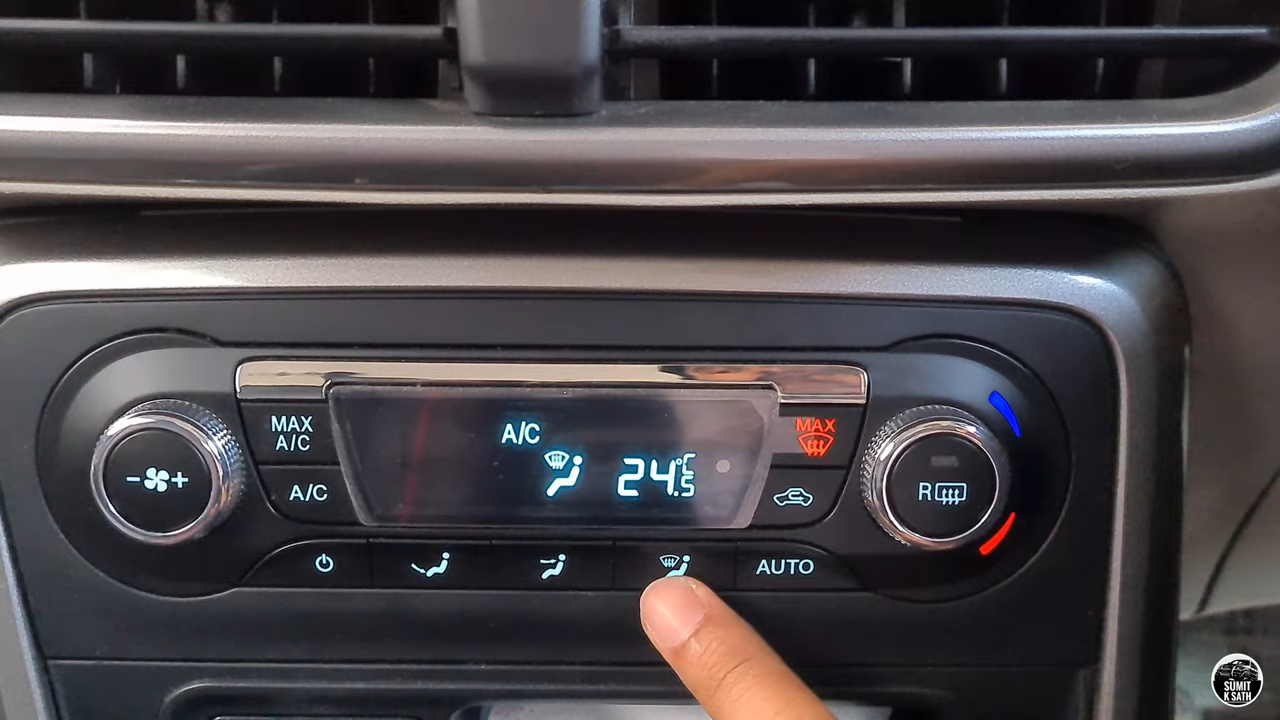 MAX
A/C
A/C
A/C
24.5°C
MAX
R
- +
AUTO
SUMIT
K SATH